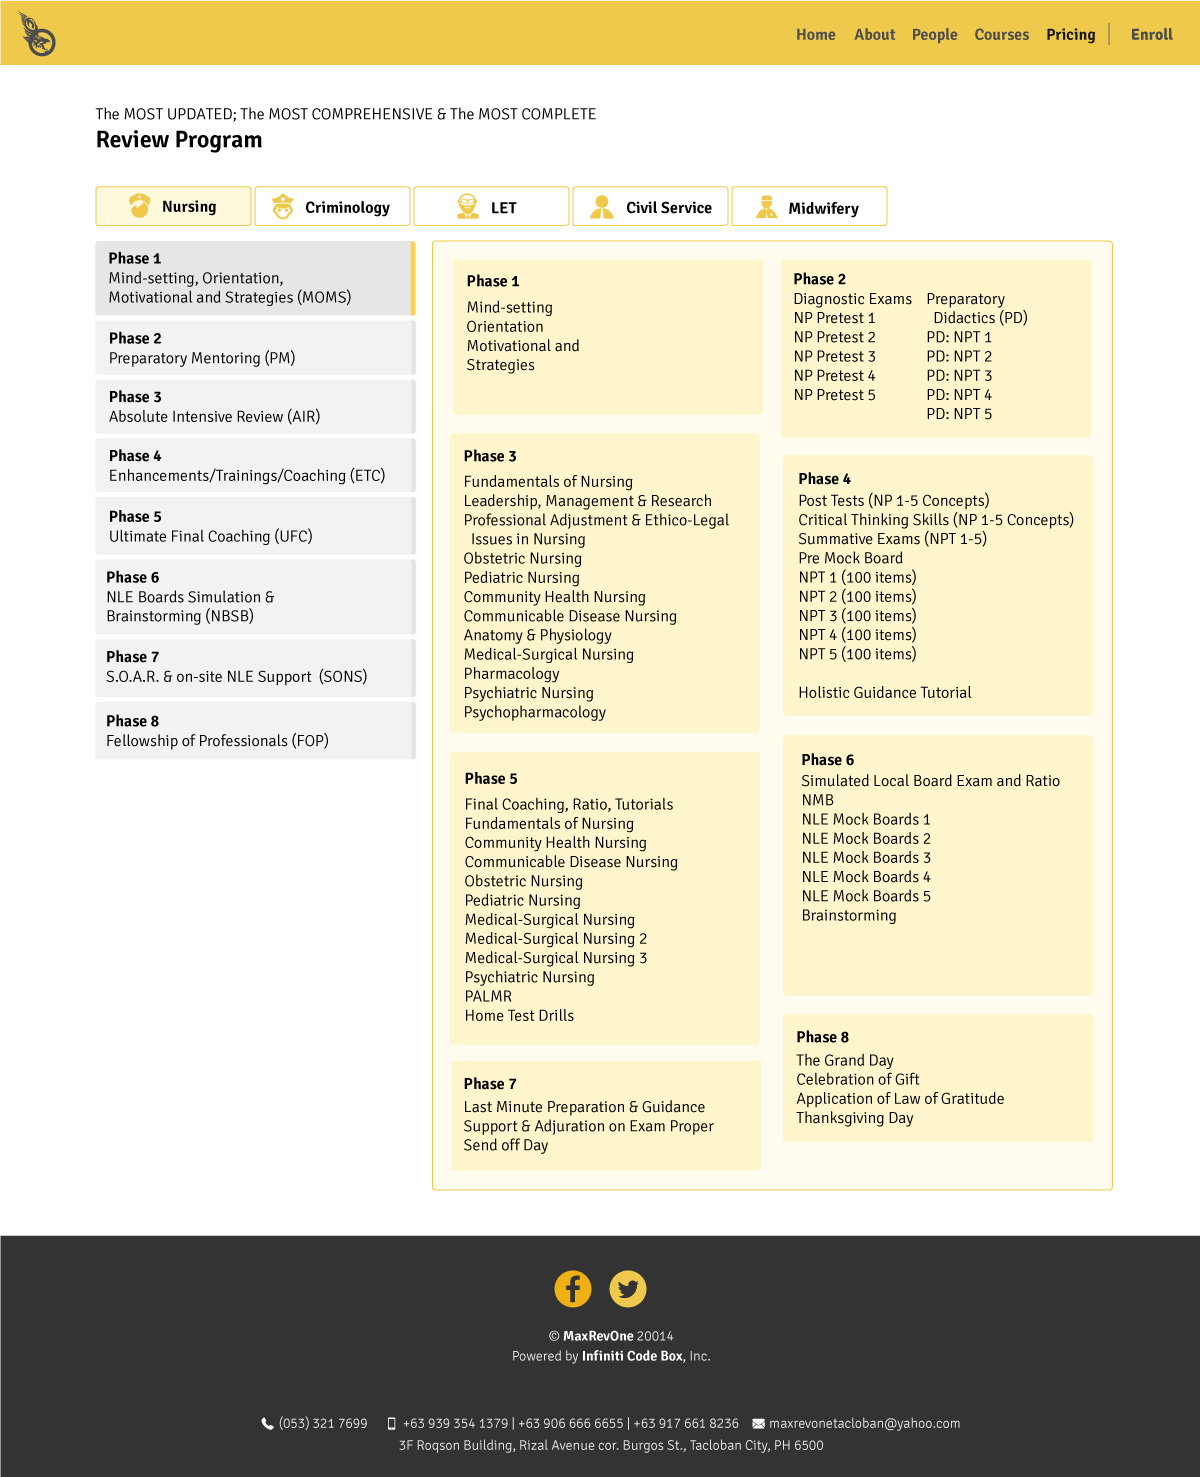 Home About People Courses Pricing Enroll
The MOST UPDATED; The MOST COMPREHENSIVE & The MOST COMPLETE
Review Program
Nursing Criminology LET Civil Service Midwifery
Phase 1
Mind-setting, Orientation,
Motivational and Strategies (MOMS)
Phase 2
Preparatory Mentoring (PM)
Phase 3
Absolute Intensive Review (AIR)
Phase 4
Enhancements/Trainings/Coaching (ETC)
Phase 5
Ultimate Final Coaching (UFC)
Phase 6
NLE Boards Simulation &
Brainstorming (NBSB)
Phase 7
S.O.A.R. & on-site NLE Support (SONS)
Phase 8
Fellowship of Professionals (FOP)
Phase 1
Mind-setting
Orientation
Motivational and
Strategies
Phase 2
Diagnostic Exams
NP Pretest 1
NP Pretest 2
NP Pretest 3
NP Pretest 4
NP Pretest 5
Preparatory
Didactics (PD)
PD: NPT 1
PD: NPT 2
PD: NPT 3
PD: NPT 4
PD: NPT 5
Phase 3
Fundamentals of Nursing
Leadership, Management & Research
Professional Adjustment & Ethico-Legal
Issues in Nursing
Obstetric Nursing
Pediatric Nursing
Community Health Nursing
Communicable Disease Nursing
Anatomy & Physiology
Medical-Surgical Nursing
Pharmacology
Psychiatric Nursing
Psychopharmacology
Phase 4
Post Tests (NP 1-5 Concepts)
Critical Thinking Skills (NP 1-5 Concepts)
Summative Exams (NPT 1-5)
Pre Mock Board
NPT 1 (100 items)
NPT 2 (100 items)
NPT 3 (100 items)
NPT 4 (100 items)
NPT 5 (100 items)
Holistic Guidance Tutorial
Phase 5
Final Coaching, Ratio, Tutorials
Fundamentals of Nursing
Community Health Nursing
Communicable Disease Nursing
Obstetric Nursing
Pediatric Nursing
Medical-Surgical Nursing
Medical-Surgical Nursing 2
Medical-Surgical Nursing 3
Psychiatric Nursing
PALMR
Home Test Drills
Phase 6
Simulated Local Board Exam and Ratio
NMB
NLE Mock Boards 1
NLE Mock Boards 2
NLE Mock Boards 3
NLE Mock Boards 4
NLE Mock Boards 5
Brainstorming
Phase 7
Last Minute Preparation & Guidance
Support & Adjuration on Exam Proper
Send off Day
Phase 8
The Grand Day
Celebration of Gift
Application of Law of Gratitude
Thanksgiving Day
© MaxRevOne 20014
Powered by Infiniti Code Box, Inc.
(053) 321 7699 +63 939 354 1379 | +63 906 666 6655 | +63 917 661 8236 maxrevonetacloban@yahoo.com
3F Roqson Building, Rizal Avenue cor. Burgos St., Tacloban City, PH 6500